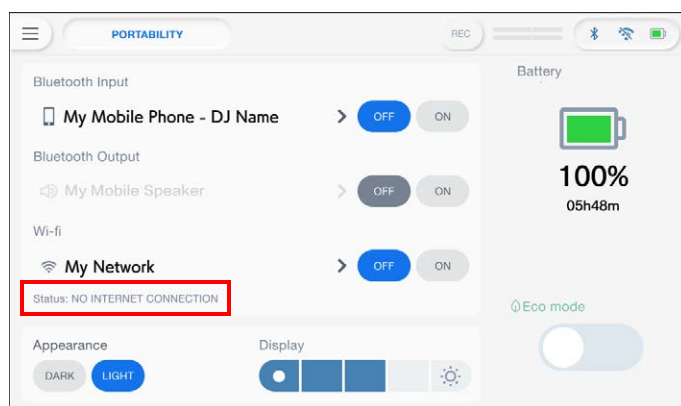 PORTABILITY
REC
Bluetooth Input
My Mobile Phone - DJ Name
OFF ON
Bluetooth Output
My Mobile Speaker
OFF ON
Wi-fi
My Network
OFF ON
Status: NO INTERNET CONNECTION
Appearance
DARK LIGHT
Display
Battery
100%
05h48m
Eco mode